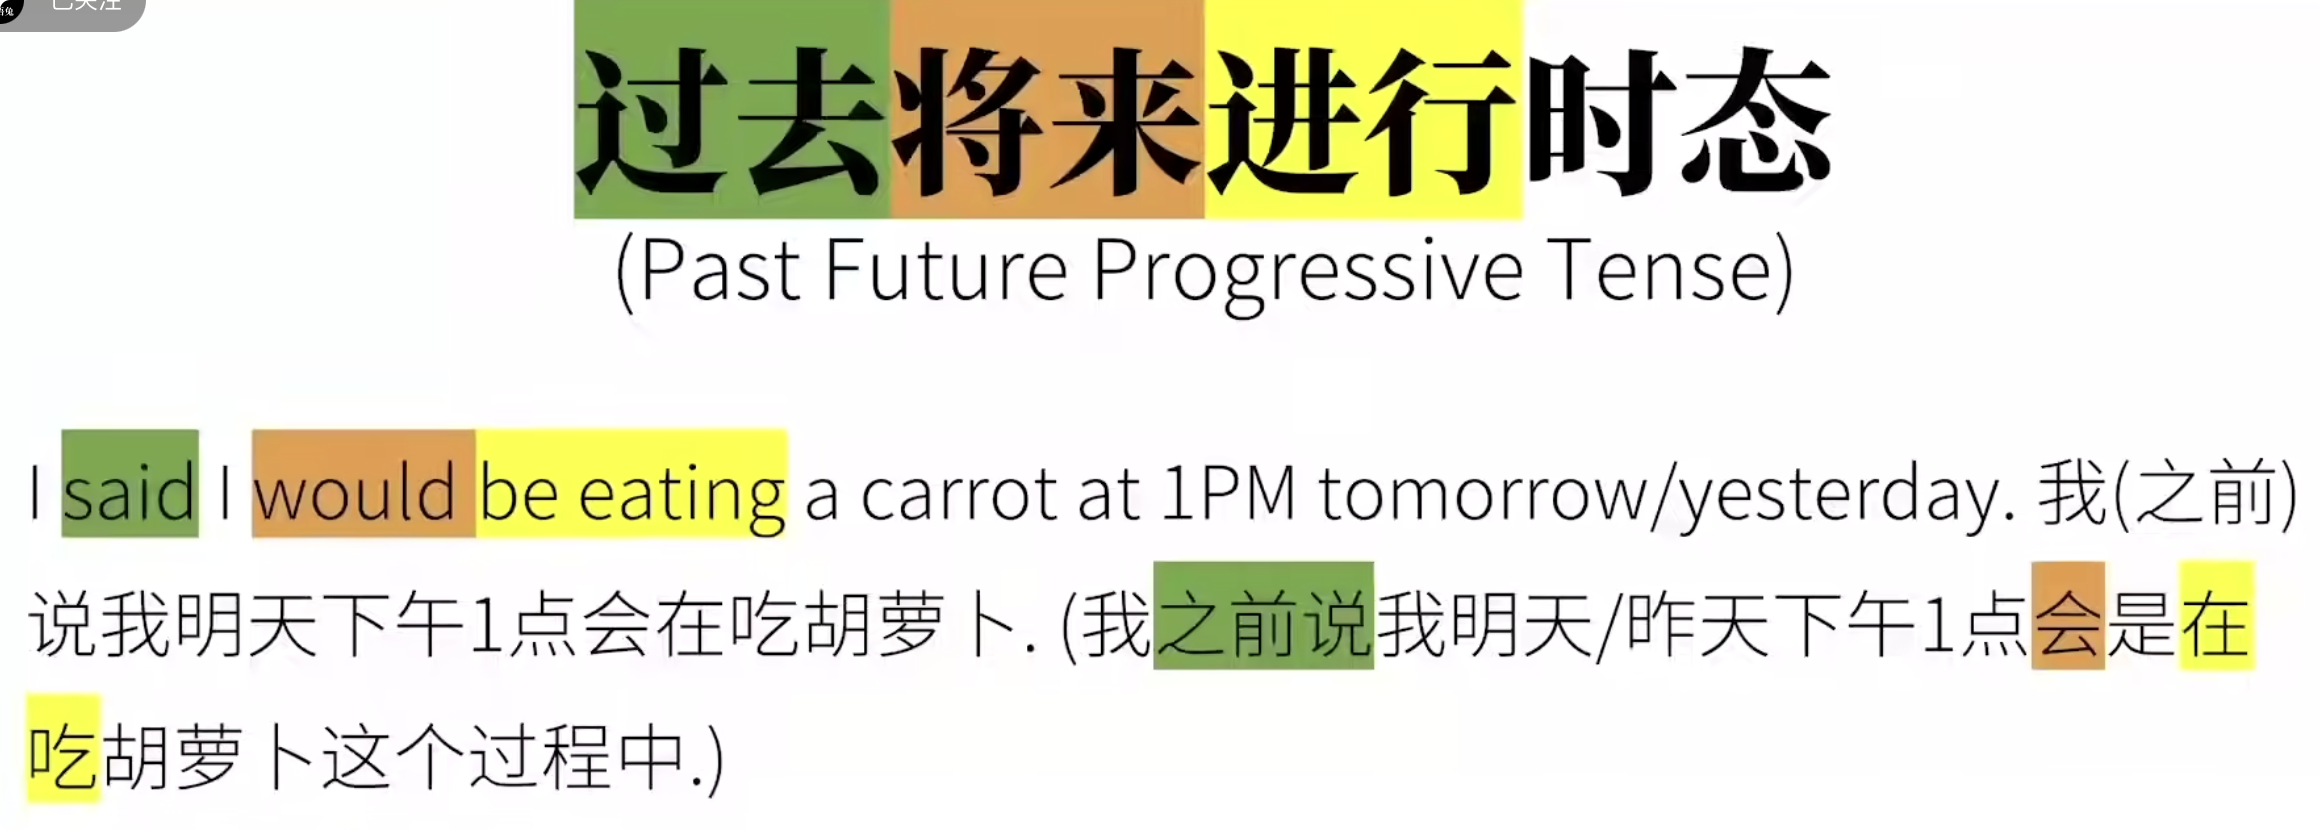 已关注
过去将来进行时态
(Past Future Progressive Tense)
I said I would be eating a carrot at 1PM tomorrow/yesterday. 我(之前)
说我明天下午1点会在吃胡萝卜. (我之前说我明天/昨天下午1点会是在
吃胡萝卜这个过程中.)